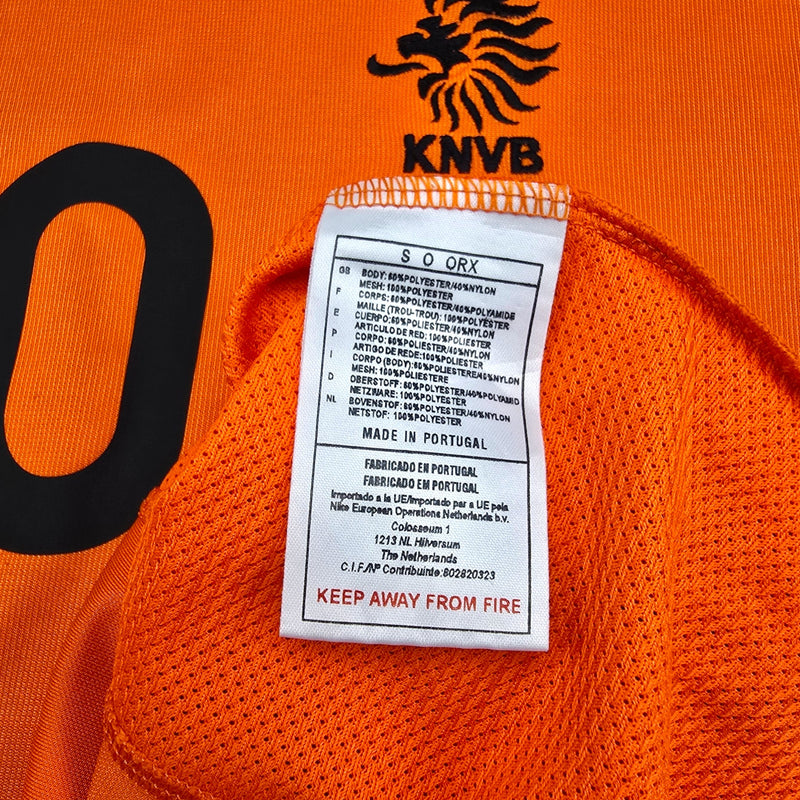 0
KNVB
S O QRX
GB BODY: 60%POLYESTER/40%NYLON
MESH: 100%POLYESTER
F CORPS: 60%POLYESTER/40%POLYAMIDE
MAILLE (TROU-TROU): 100%POLYESTER
E CUERPO: 60%POLIESTER/40%NYLON
ARTICULO DE RED: 100%POLIESTER
P CORPO: 60%POLIESTER/40%NYLON
ARTIGO DE REDE: 100%POLIESTER
I CORPO (BODY): 60%POLIESTERE/40%NYLON
MESH: 100%POLIESTERE
D OBERSTOFF: 60%POLYESTER/40%POLYAMID
NETZWARE: 100%POLYESTER
NL BOVENSTOF: 60%POLYESTER/40%NYLON
NETSTOF: 100%POLYESTER
MADE IN PORTUGAL
FABRICADO EN PORTUGAL
FABRICADO EM PORTUGAL
Importado a la UE/Importado par a UE pela
Nike European Operations Netherlands b.v.
Colosseum 1
1213 NL Hilversum
The Netherlands
C.I.F./Nº Contribuinte:802820323
KEEP AWAY FROM FIRE